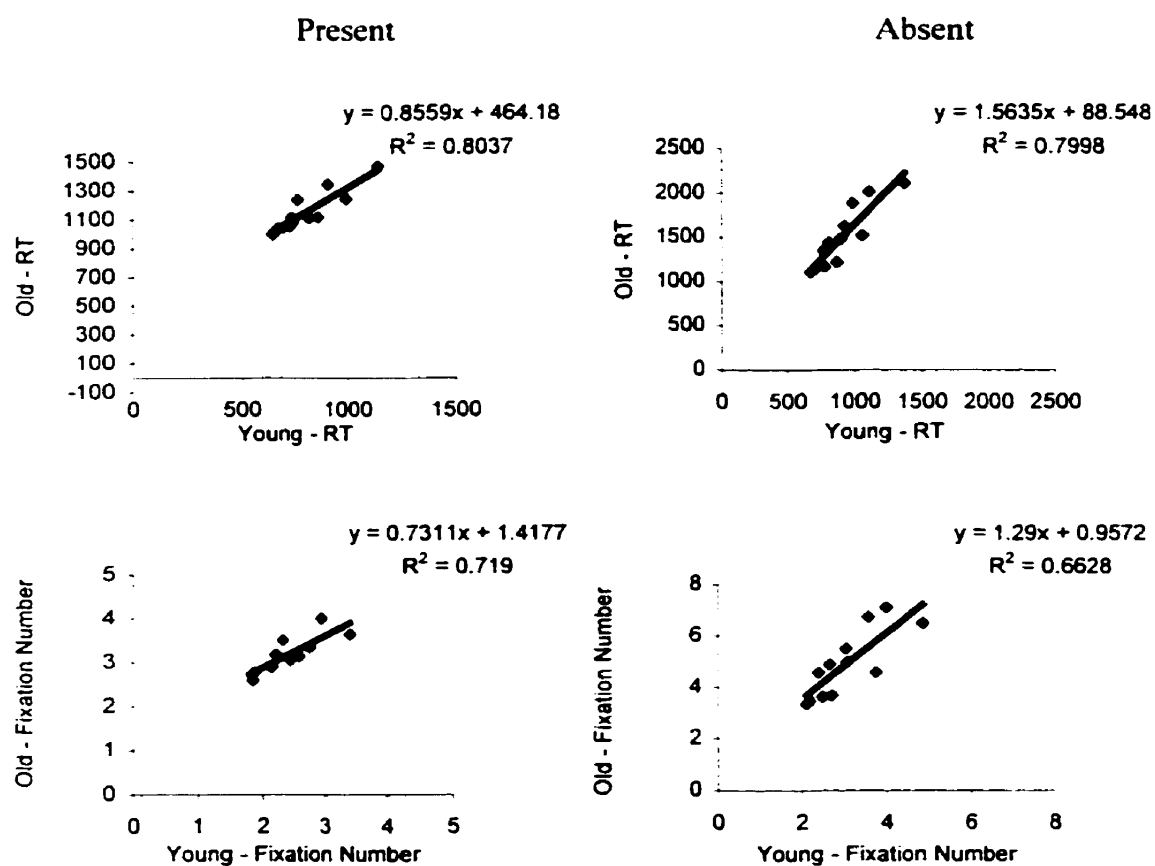 Present
Absent
y = 0.8559x + 464.18
R² = 0.8037
1500
1300
1100
900
700
500
300
100
-100
Old - RT
0 500 1000 1500
Young - RT
y = 1.5635x + 88.548
R² = 0.7998
2500
2000
1500
1000
500
0
Old - RT
0 500 1000 1500 2000 2500
Young - RT
y = 0.7311x + 1.4177
R² = 0.719
5
4
3
2
1
0
Old - Fixation Number
0 1 2 3 4 5
Young - Fixation Number
y = 1.29x + 0.9572
R² = 0.6628
8
6
4
2
0
Old - Fixation Number
0 2 4 6 8
Young - Fixation Number